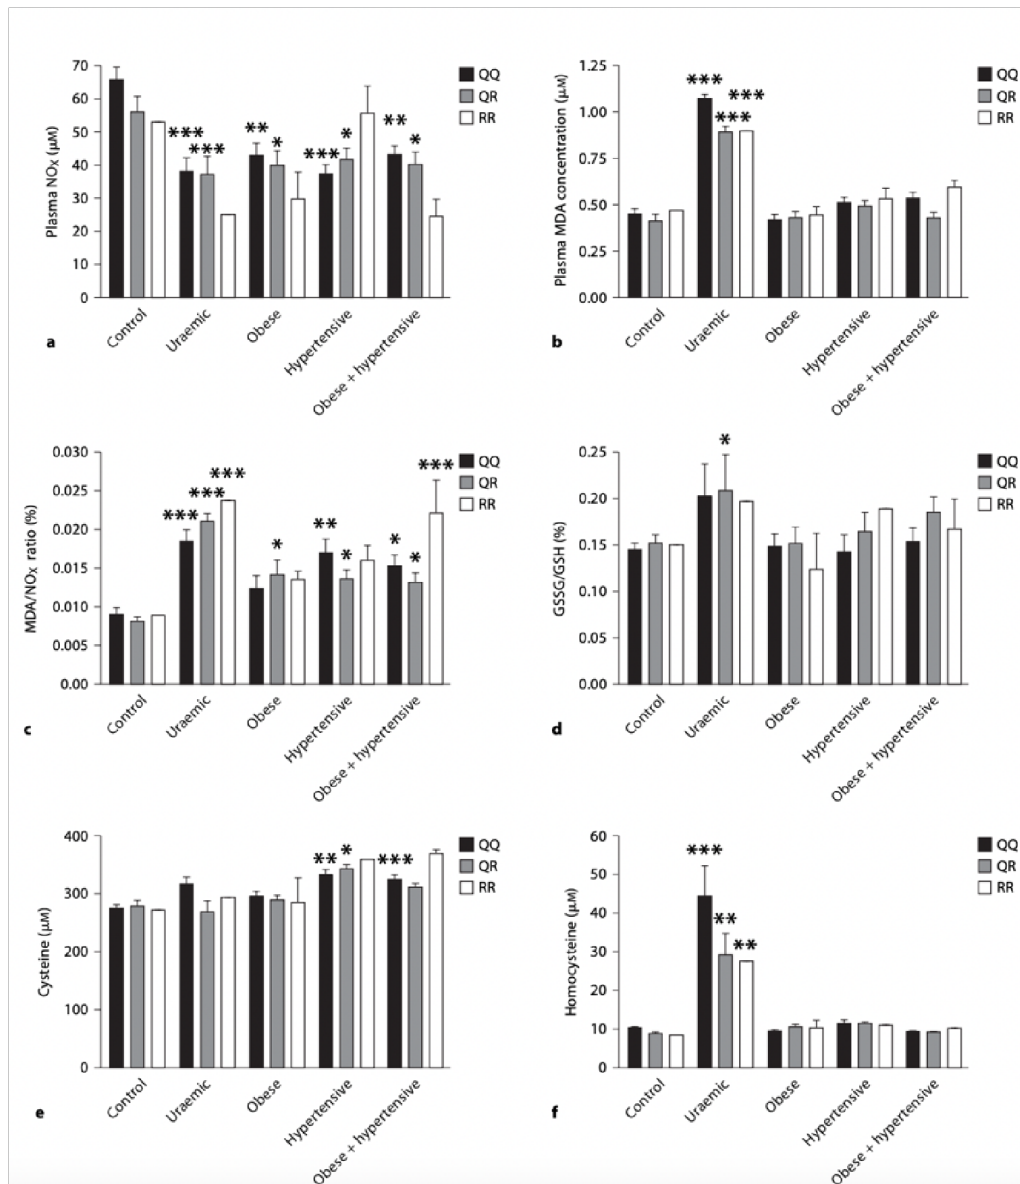 Plasma NOX (μM)
70
60
50
40
30
20
10
0
***
***
**
*
***
*
**
*
QQ
QR
RR
Control
Uraemic
Obese
Hypertensive
Obese + hypertensive
a
Plasma MDA concentration (μM)
1.25
1.00
0.75
0.50
0.25
0.00
***
***
***
QQ
QR
RR
Control
Uraemic
Obese
Hypertensive
Obese + hypertensive
b
MDA/NOX ratio (%)
0.030
0.025
0.020
0.015
0.010
0.005
0.00
***
***
***
*
**
*
*
*
***
QQ
QR
RR
Control
Uraemic
Obese
Hypertensive
Obese + hypertensive
c
GSSG/GSH (%)
0.25
0.20
0.15
0.10
0.05
0.00
*
QQ
QR
RR
Control
Uraemic
Obese
Hypertensive
Obese + hypertensive
d
Cysteine (μM)
400
300
200
100
0
**
*
***
QQ
QR
RR
Control
Uraemic
Obese
Hypertensive
Obese + hypertensive
e
Homocysteine (μM)
60
50
40
30
20
10
0
***
**
**
QQ
QR
RR
Control
Uraemic
Obese
Hypertensive
Obese + hypertensive
f